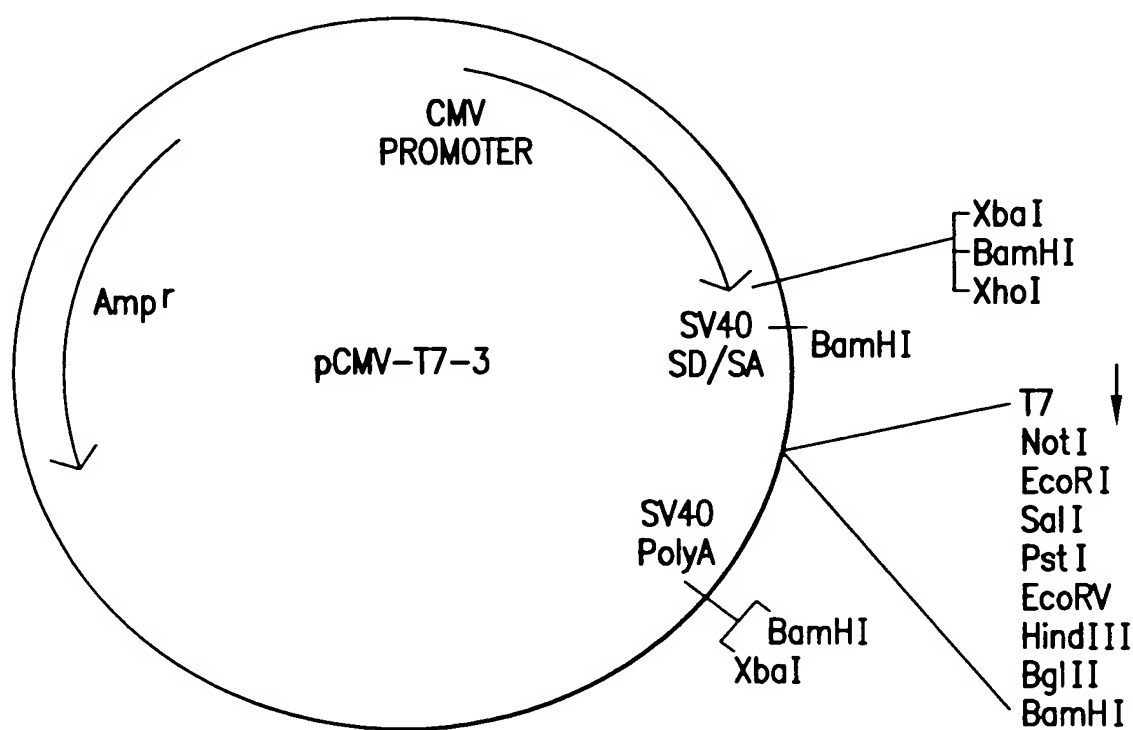 CMV
PROMOTER
Ampr
pCMV-T7-3
XbaI
BamHI
XhoI
SV40
SD/SA
BamHI
T7
NotI
EcoRI
SalI
PstI
EcoRV
HindIII
BglII
BamHI
SV40
PolyA
BamHI
XbaI